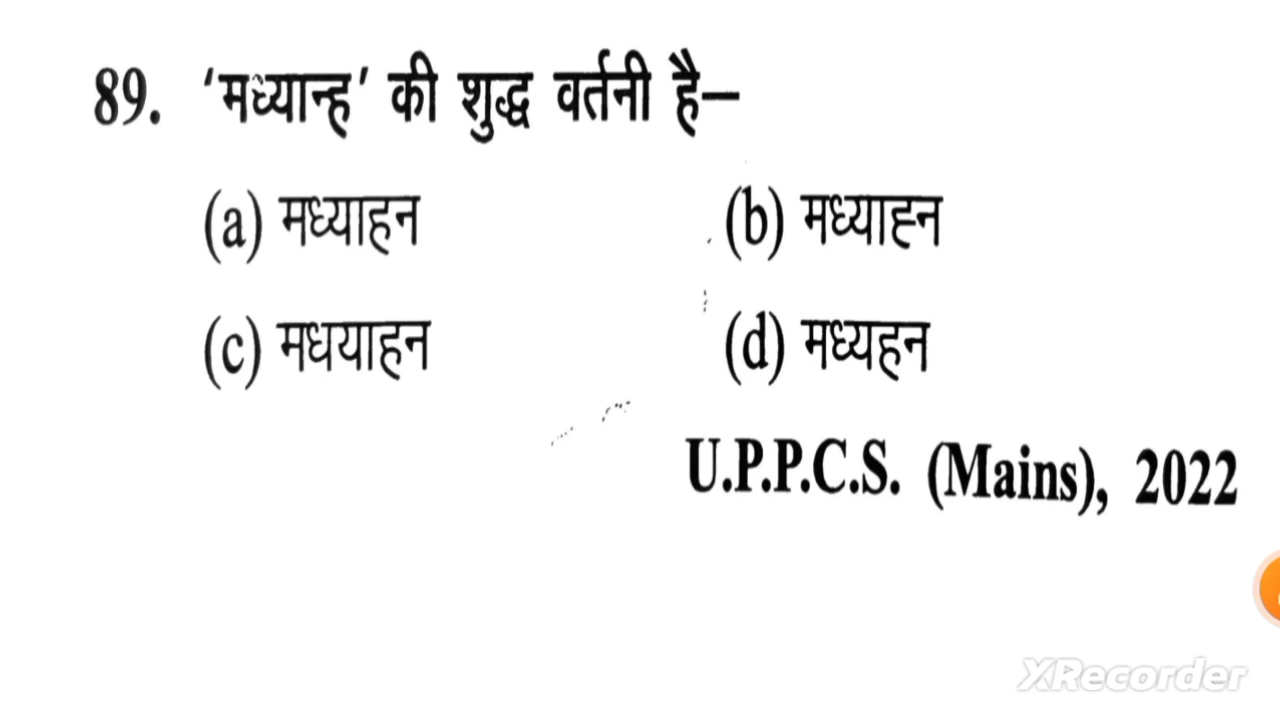 89. ‘मध्यान्ह’ की शुद्ध वर्तनी है–
(a) मध्याहन (b) मध्याह्‍न
(c) मधयाहन (d) मध्यहन
U.P.P.C.S. (Mains), 2022
XRecorder